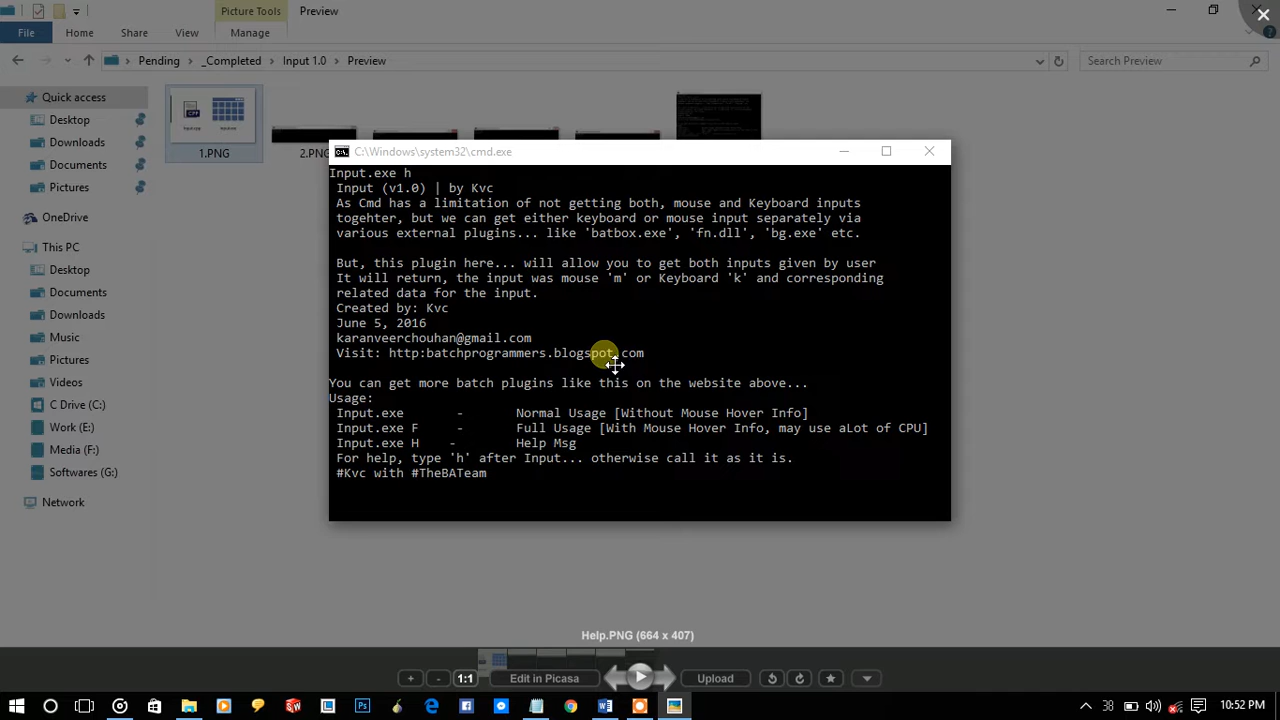 Picture Tools
Preview
File
Home
Share
View
Manage
Pending
_Completed
Input 1.0
Preview
Search Preview
Quick access
Desktop
Downloads
Documents
Pictures
OneDrive
This PC
Desktop
Documents
Downloads
Music
Pictures
Videos
C Drive (C:)
Work (E:)
Media (F:)
Softwares (G:)
Network
1.PNG
2.PNG
C:\Windows\system32\cmd.exe
Input.exe h
Input (v1.0) | by Kvc
As Cmd has a limitation of not getting both, mouse and Keyboard inputs
togehter, but we can get either keyboard or mouse input separately via
various external plugins... like 'batbox.exe', 'fn.dll', 'bg.exe' etc.
But, this plugin here... will allow you to get both inputs given by user
It will return, the input was mouse 'm' or Keyboard 'k' and corresponding
related data for the input.
Created by: Kvc
June 5, 2016
karanveerchouhan@gmail.com
Visit: http:batchprogrammers.blogspot.com
You can get more batch plugins like this on the website above...
Usage:
Input.exe - Normal Usage [Without Mouse Hover Info]
Input.exe F - Full Usage [With Mouse Hover Info, may use aLot of CPU]
Input.exe H - Help Msg
For help, type 'h' after Input... otherwise call it as it is.
#Kvc with #TheBATeam
Help.PNG (664 x 407)
+ - 1:1 Edit in Picasa Upload
38 10:52 PM